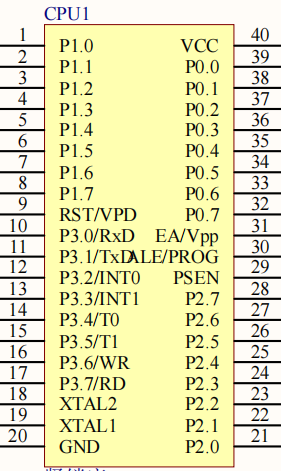 CPU1
1 P1.0 VCC 40
2 P1.1 P0.0 39
3 P1.2 P0.1 38
4 P1.3 P0.2 37
5 P1.4 P0.3 36
6 P1.5 P0.4 35
7 P1.6 P0.5 34
8 P1.7 P0.6 33
9 RST/VPD P0.7 32
10 P3.0/RxD EA/Vpp 31
11 P3.1/TxD ALE/PROG 30
12 P3.2/INT0 PSEN 29
13 P3.3/INT1 P2.7 28
14 P3.4/T0 P2.6 27
15 P3.5/T1 P2.5 26
16 P3.6/WR P2.4 25
17 P3.7/RD P2.3 24
18 XTAL2 P2.2 23
19 XTAL1 P2.1 22
20 GND P2.0 21